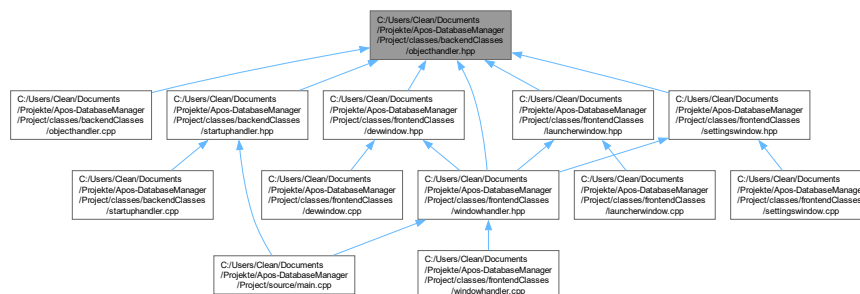 C:/Users/Clean/Documents
/Projekte/Apos-DatabaseManager
/Project/classes/backendClasses
/objecthandler.hpp
C:/Users/Clean/Documents
/Projekte/Apos-DatabaseManager
/Project/classes/backendClasses
/objecthandler.cpp
C:/Users/Clean/Documents
/Projekte/Apos-DatabaseManager
/Project/classes/backendClasses
/startuphandler.hpp
C:/Users/Clean/Documents
/Projekte/Apos-DatabaseManager
/Project/classes/frontendClasses
/dewindow.hpp
C:/Users/Clean/Documents
/Projekte/Apos-DatabaseManager
/Project/classes/frontendClasses
/launcherwindow.hpp
C:/Users/Clean/Documents
/Projekte/Apos-DatabaseManager
/Project/classes/frontendClasses
/settingswindow.hpp
C:/Users/Clean/Documents
/Projekte/Apos-DatabaseManager
/Project/classes/backendClasses
/startuphandler.cpp
C:/Users/Clean/Documents
/Projekte/Apos-DatabaseManager
/Project/classes/frontendClasses
/dewindow.cpp
C:/Users/Clean/Documents
/Projekte/Apos-DatabaseManager
/Project/classes/frontendClasses
/windowhandler.hpp
C:/Users/Clean/Documents
/Projekte/Apos-DatabaseManager
/Project/classes/frontendClasses
/launcherwindow.cpp
C:/Users/Clean/Documents
/Projekte/Apos-DatabaseManager
/Project/classes/frontendClasses
/settingswindow.cpp
C:/Users/Clean/Documents
/Projekte/Apos-DatabaseManager
/Project/source/main.cpp
C:/Users/Clean/Documents
/Projekte/Apos-DatabaseManager
/Project/classes/frontendClasses
/windowhandler.cpp